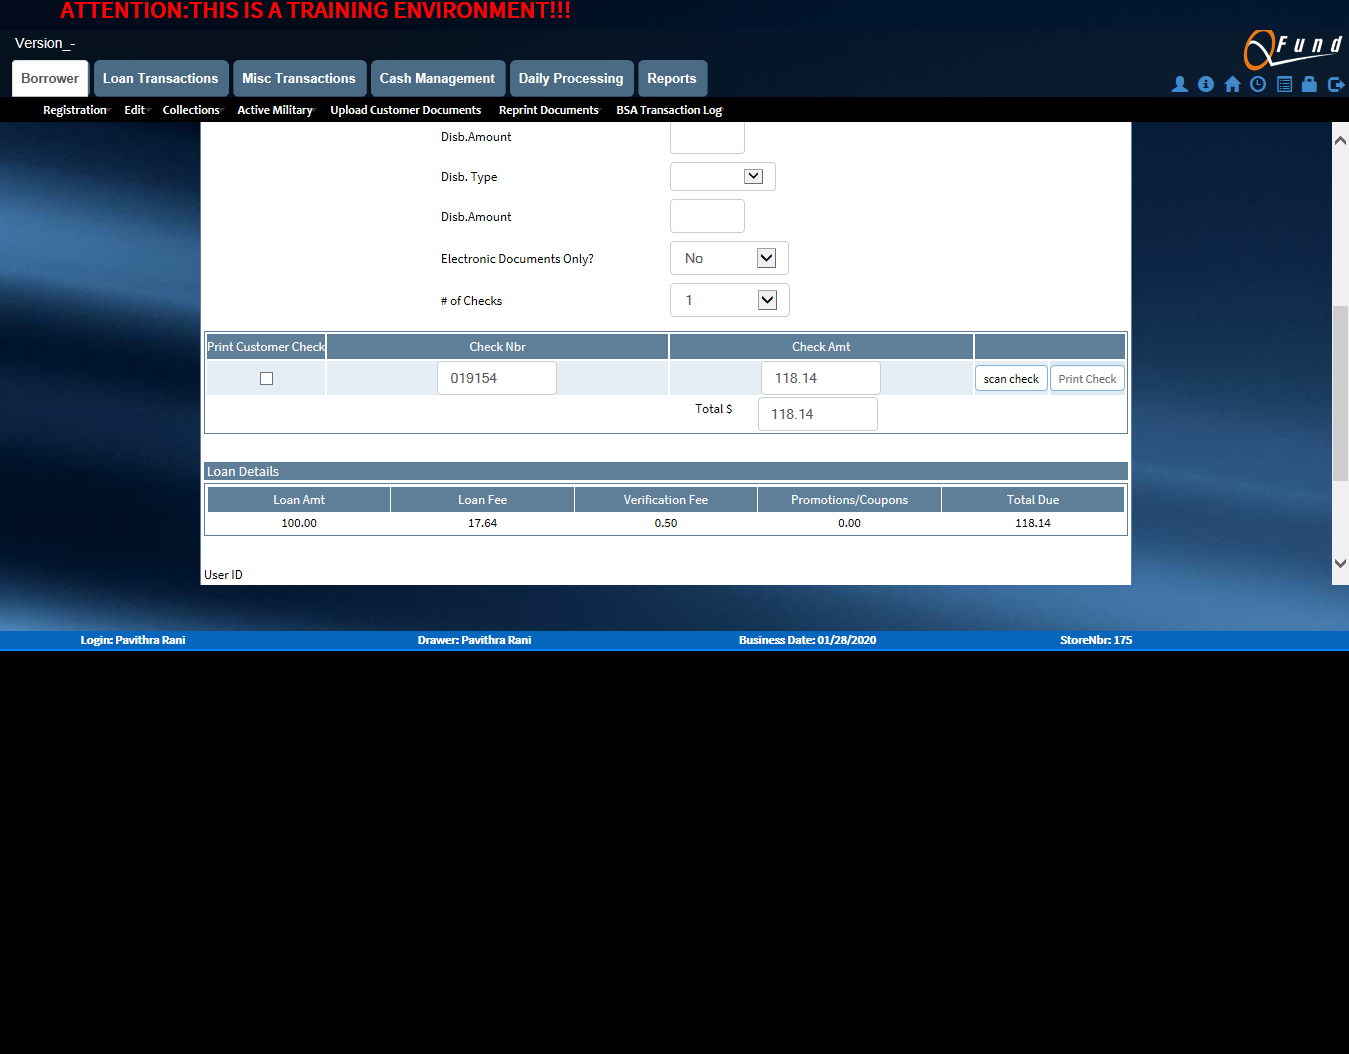 ATTENTION:THIS IS A TRAINING ENVIRONMENT!!!
Version_-
QFund
Borrower Loan Transactions Misc Transactions Cash Management Daily Processing Reports
Registration Edit Collections Active Military Upload Customer Documents Reprint Documents BSA Transaction Log
Disb.Amount
Disb. Type
Disb.Amount
Electronic Documents Only? No
# of Checks 1
Print Customer Check Check Nbr Check Amt
019154 118.14 scan check Print Check
Total $ 118.14
Loan Details
Loan Amt Loan Fee Verification Fee Promotions/Coupons Total Due
100.00 17.64 0.50 0.00 118.14
User ID
Login: Pavithra Rani Drawer: Pavithra Rani Business Date: 01/28/2020 StoreNbr: 175